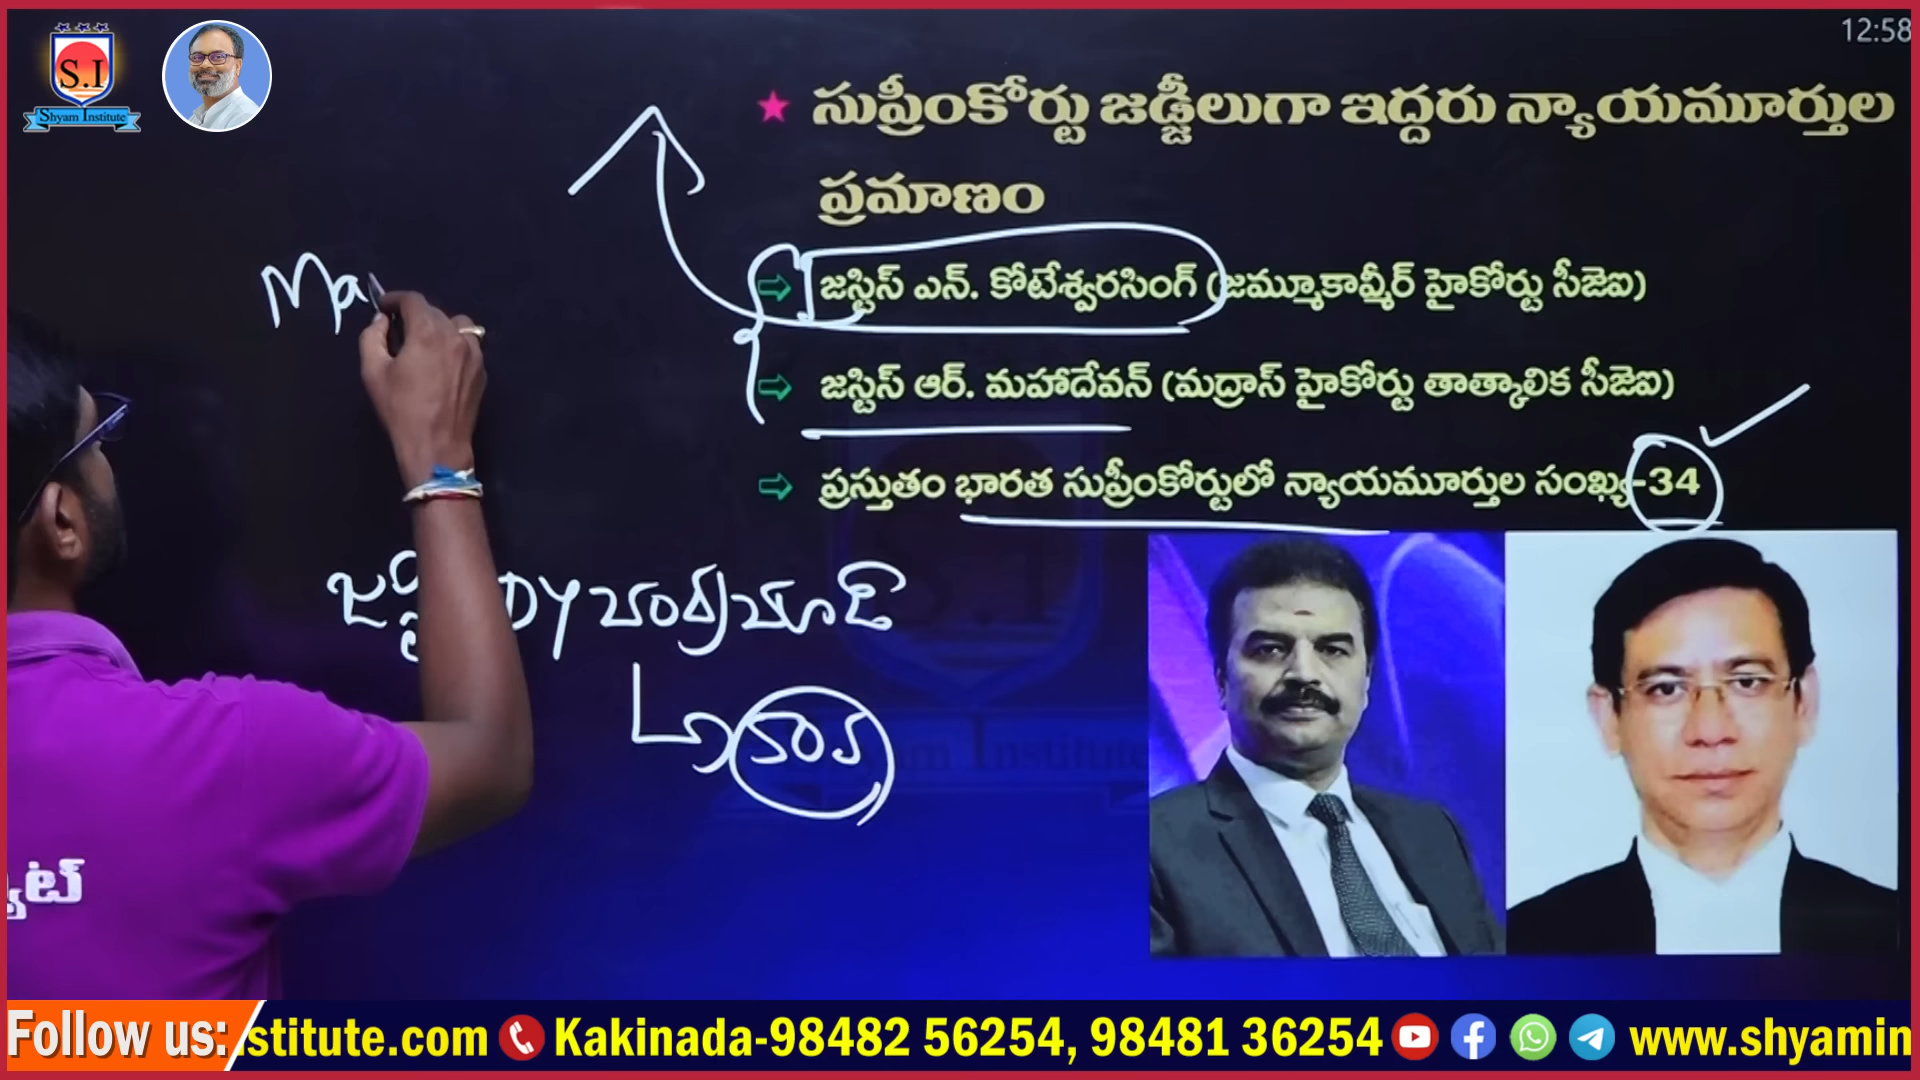 12:58
S.I
Shyam Institute
★ సుప్రీంకోర్టు జడ్జీలుగా ఇద్దరు న్యాయమూర్తుల
ప్రమాణం
⇨ జస్టిస్ ఎన్. కోటేశ్వరసింగ్ (జమ్మూకాశ్మీర్ హైకోర్టు సీజెఐ)
⇨ జస్టిస్ ఆర్. మహాదేవన్ (మద్రాస్ హైకోర్టు తాత్కాలిక సీజెఐ)
⇨ ప్రస్తుతం భారత సుప్రీంకోర్టులో న్యాయమూర్తుల సంఖ్య-34
Ma
DY చంద్రచూడ్
Follow us:
stitute.com Kakinada-98482 56254, 98481 36254 www.shyamin